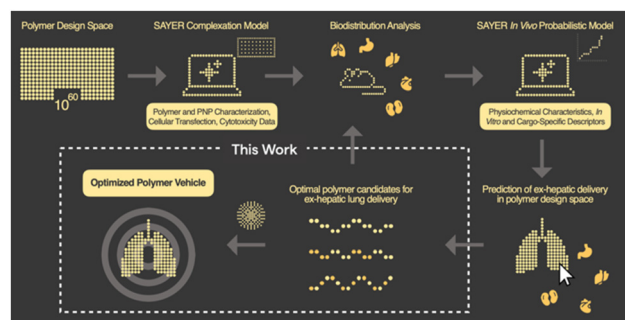 Polymer Design Space
SAYER Complexation Model
Biodistribution Analysis
SAYER In Vivo Probabilistic Model
10^60
Polymer and PNP Characterization,
Cellular Transfection, Cytotoxicity Data
Physiochemical Characteristics, In
Vitro and Cargo-Specific Descriptors
This Work
Optimized Polymer Vehicle
Optimal polymer candidates for
ex-hepatic lung delivery
Prediction of ex-hepatic delivery
in polymer design space